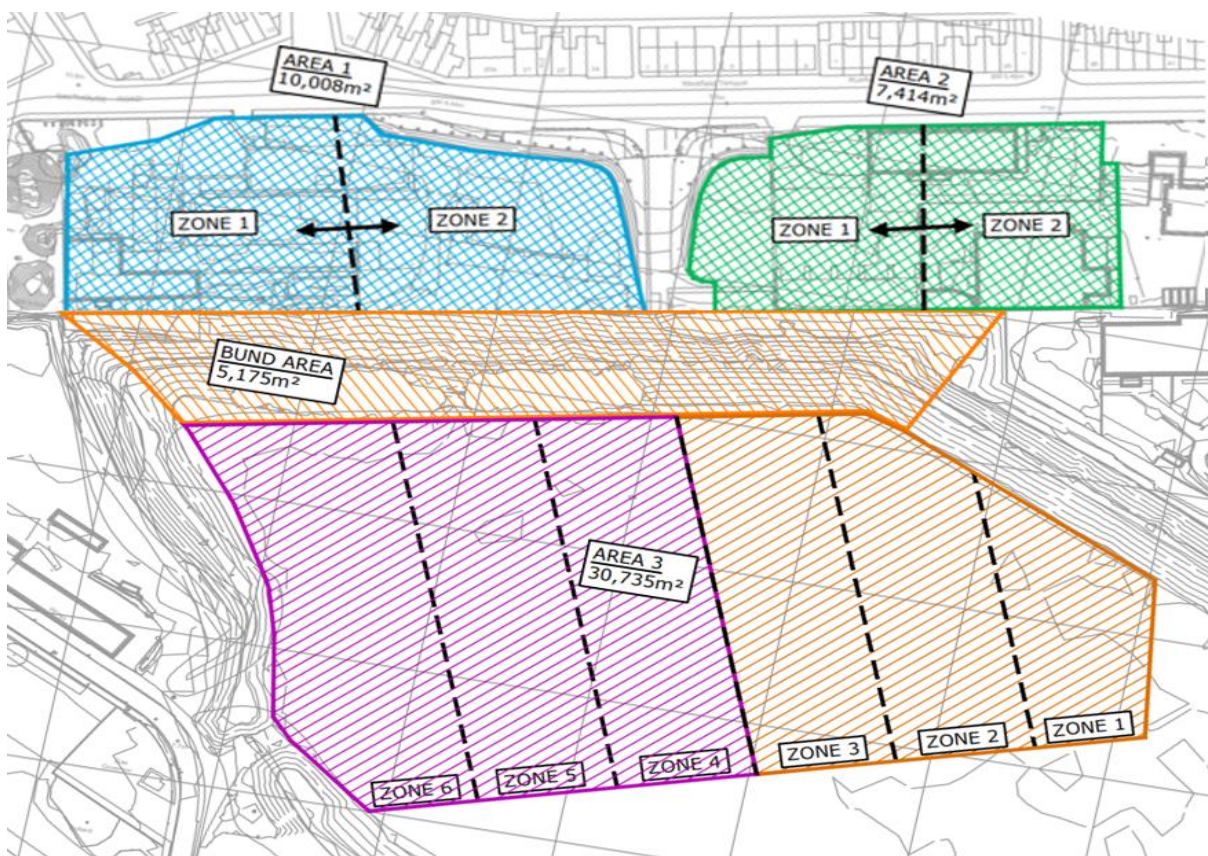 AREA 1
10,008m²
AREA 2
7,414m²
ZONE 1
ZONE 2
ZONE 1
ZONE 2
BUND AREA
5,175m²
AREA 3
30,735m²
ZONE 6
ZONE 5
ZONE 4
ZONE 3
ZONE 2
ZONE 1